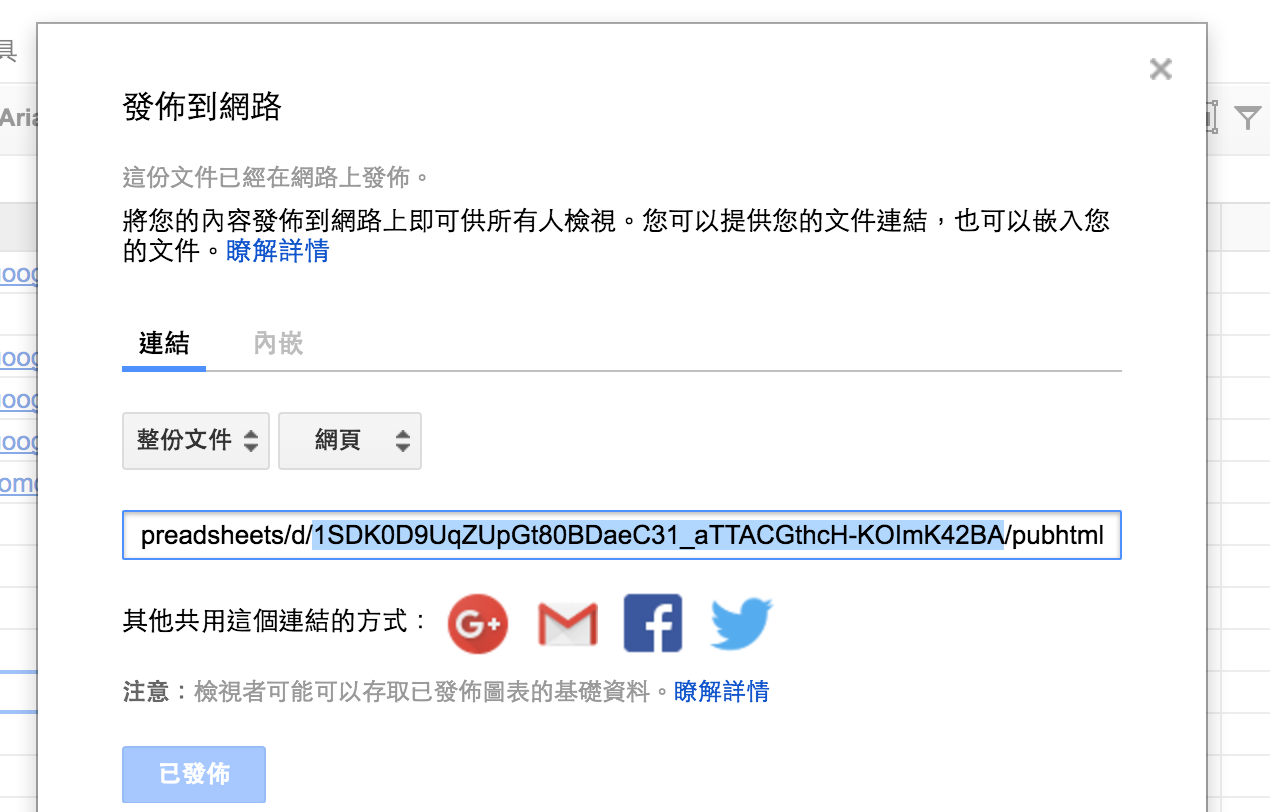 具
發佈到網路
Aria
這份文件已經在網路上發佈。
將您的內容發佈到網路上即可供所有人檢視。您可以提供您的文件連結，也可以嵌入您
的文件。瞭解詳情
goog
連結 內嵌
goog
goog
整份文件 網頁
goog
omo
preadsheets/d/1SDK0D9UqZUpGt80BDaeC31_aTTACGthcH-KOImK42BA/pubhtml
其他共用這個連結的方式： G+ f
注意：檢視者可能可以存取已發佈圖表的基礎資料。瞭解詳情
已發佈